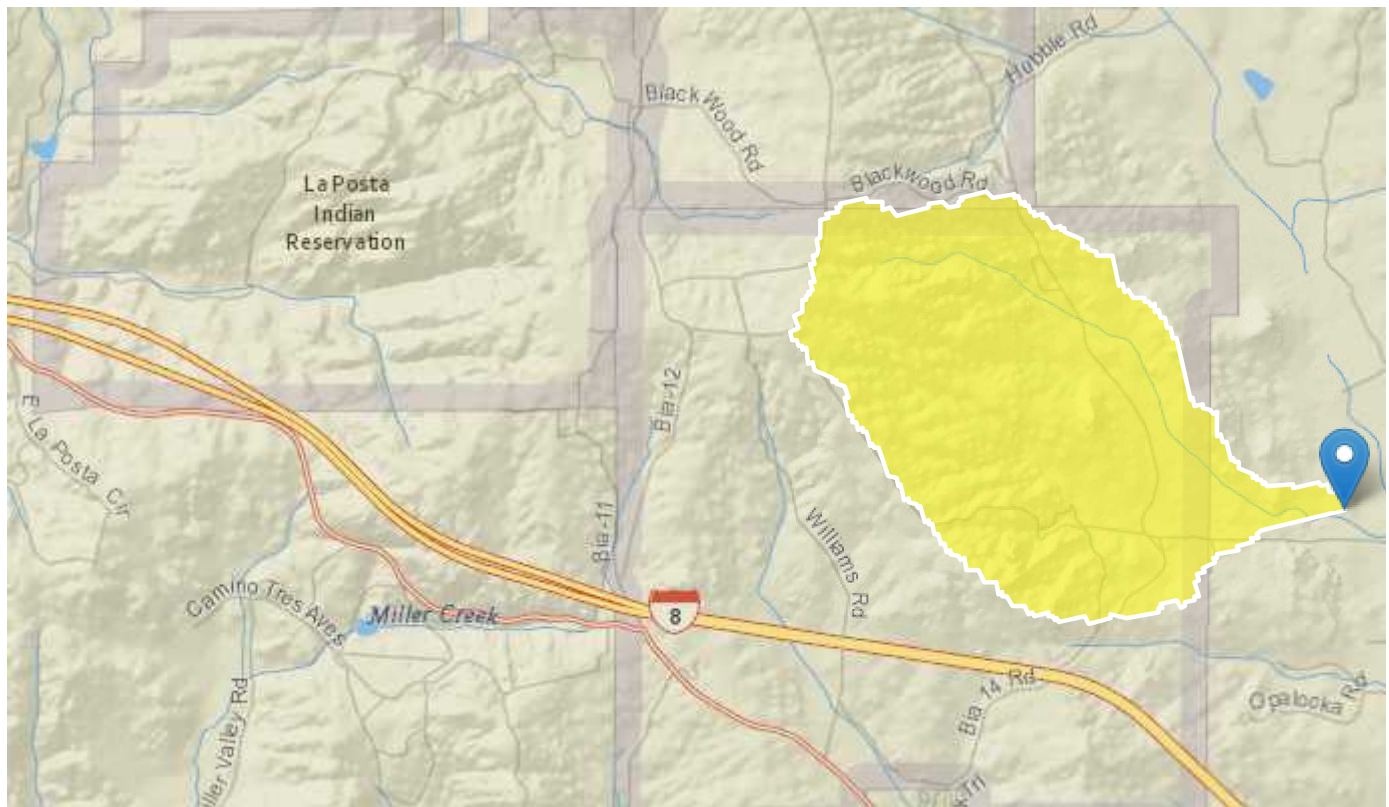 Hubble Rd
Black Wood Rd
Blackwood Rd
La Posta
Indian
Reservation
Bia-12
E La Posta Cir
Bia-11
Williams Rd
Camino Tres Aves
Miller Creek
8
Bia 14 Rd
Opalocka Rd
ller Valley Rd